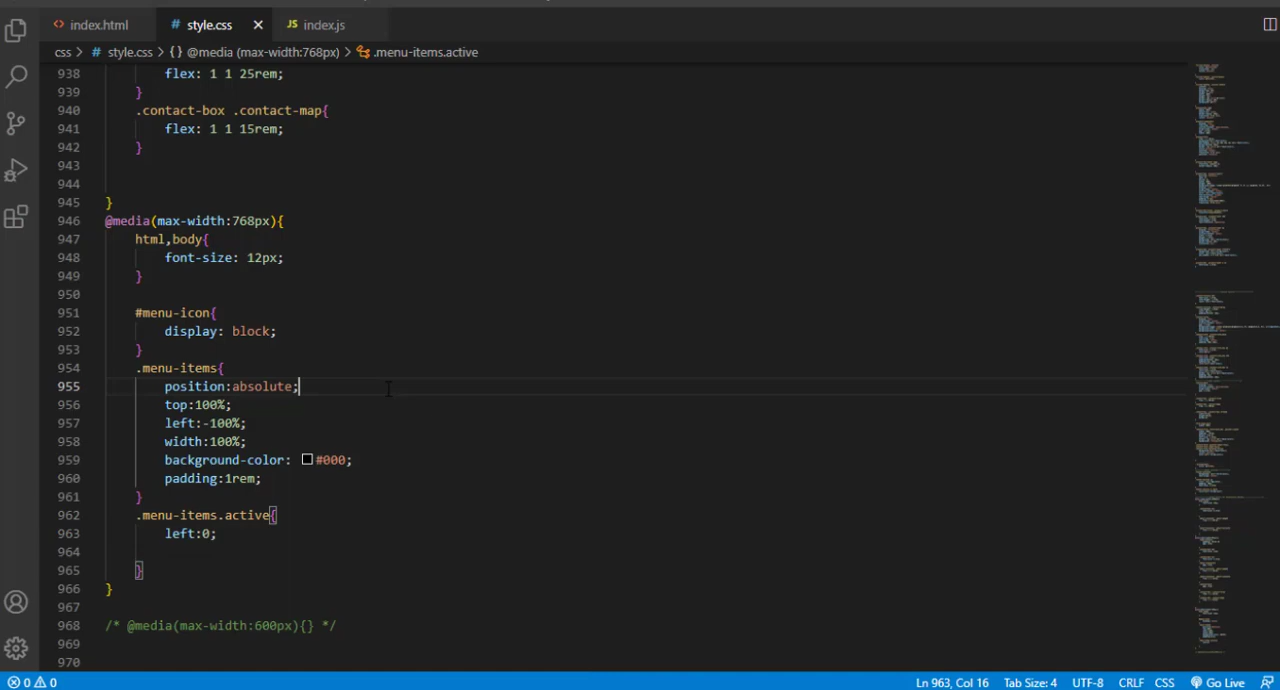 <> index.html # style.css × JS index.js
css > # style.css > {} @media (max-width:768px) > .menu-items.active
938 flex: 1 1 25rem;
939 }
940 .contact-box .contact-map{
941 flex: 1 1 15rem;
942 }
943
944
945 }
946 @media(max-width:768px){
947 html,body{
948 font-size: 12px;
949 }
950
951 #menu-icon{
952 display: block;
953 }
954 .menu-items{
955 position:absolute;
956 top:100%;
957 left:-100%;
958 width:100%;
959 background-color: #000;
960 padding:1rem;
961 }
962 .menu-items.active{
963 left:0;
964
965 }
966 }
967
968 /* @media(max-width:600px){} */
969
970
0 0 Ln 963, Col 16 Tab Size: 4 UTF-8 CRLF CSS Go Live